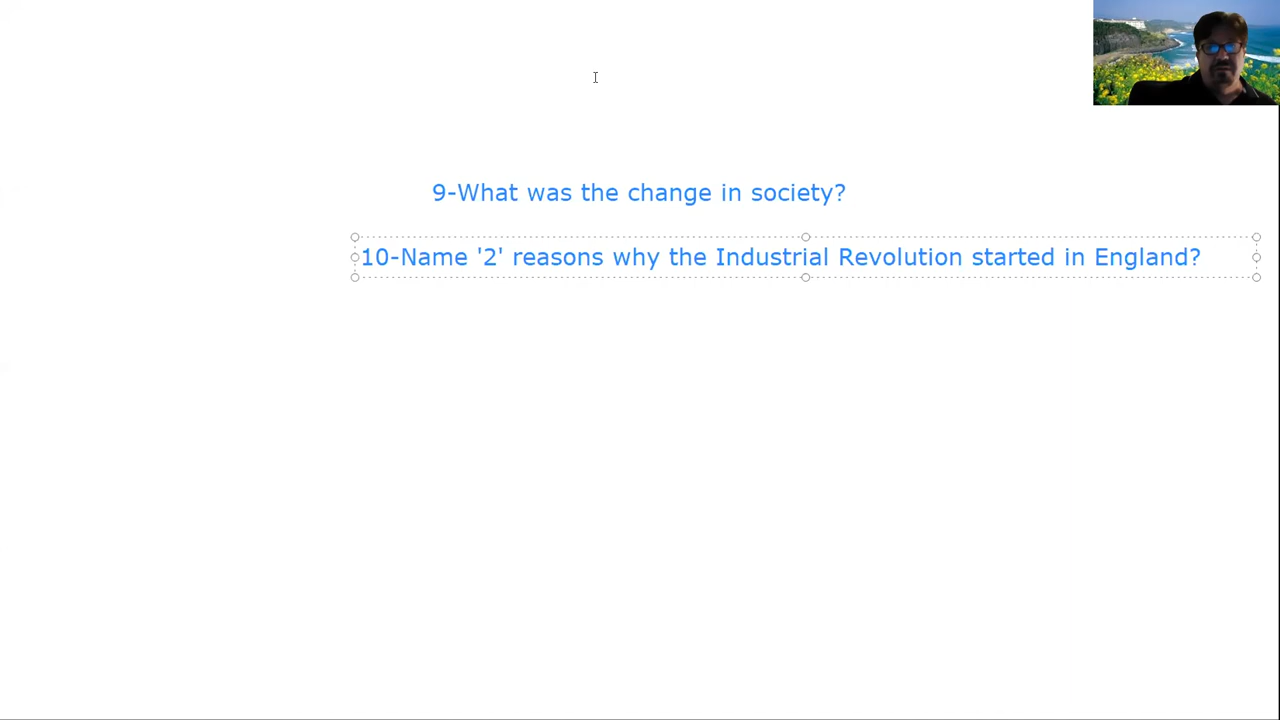 9-What was the change in society?
10-Name '2' reasons why the Industrial Revolution started in England?